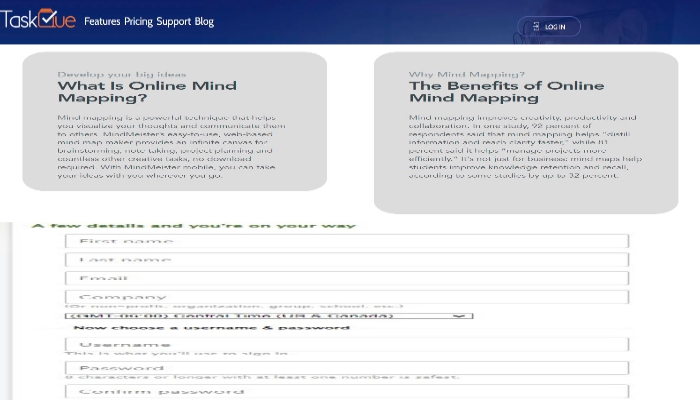 TaskQue Features Pricing Support Blog
LOG IN
Develop your big ideas
What Is Online Mind
Mapping?
Mind mapping is a powerful technique that helps
you visualize your thoughts and communicate them
to others. MindMeister's easy-to-use, web-based
mind map maker provides an infinite canvas for
brainstorming, note-taking, project planning and
countless other creative tasks, no download
required. With MindMeister mobile, you can take
your ideas with you wherever you go.
Why Mind Mapping?
The Benefits of Online
Mind Mapping
Mind mapping improves creativity, productivity and
collaboration. In one study, 92 percent of
respondents said that mind mapping helps "distill
information and reach clarity faster," while 81
percent said it helps "manage projects more
efficiently." It's not just for business: mind maps help
students improve knowledge retention and recall,
according to some studies by up to 32 percent.
A few details and you're on your way
First name
Last name
Email
Company
(Or non-profit, organization, group, school, etc.)
(GMT-06:00) Central Time (US & Canada)
Now choose a username & password
Username
This is what you'll use to sign in.
Password
6 characters or longer with at least one number is safest.
Confirm password